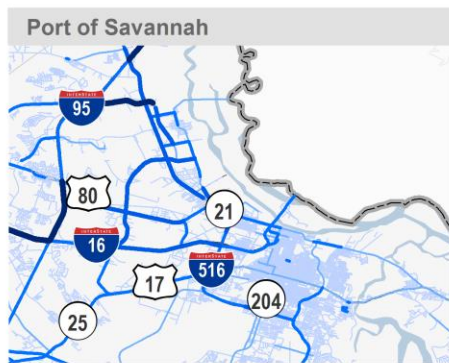 Port of Savannah
INTERSTATE
95
80
21
INTERSTATE
16
INTERSTATE
516
17
204
25